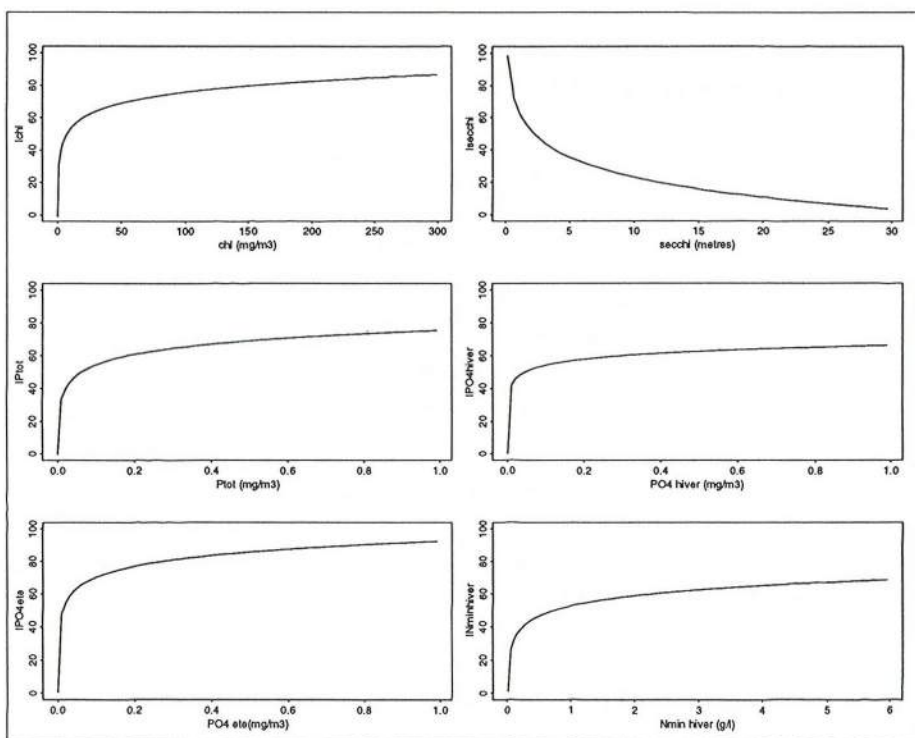 Ichl
0 20 40 60 80 100
0 50 100 150 200 250 300
chl (mg/m3)
Isecchi
0 20 40 60 80 100
0 5 10 15 20 25 30
secchi (metres)
IPtot
0 20 40 60 80 100
0.0 0.2 0.4 0.6 0.8 1.0
Ptot (mg/m3)
IPO4hiver
0 20 40 60 80 100
0.0 0.2 0.4 0.6 0.8 1.0
PO4 hiver (mg/m3)
IPO4ete
0 20 40 60 80 100
0.0 0.2 0.4 0.6 0.8 1.0
PO4 ete(mg/m3)
INminhiver
0 20 40 60 80 100
0 1 2 3 4 5 6
Nmin hiver (g/l)